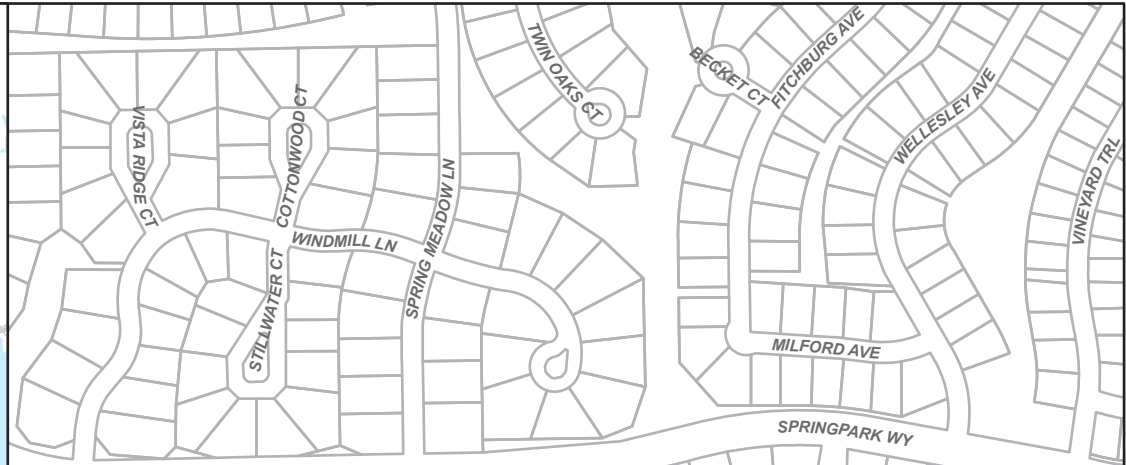 TWIN OAKS CT
BECKET CT
FITCHBURG AVE
WELLESLEY AVE
VISTA RIDGE CT
COTTONWOOD CT
SPRING MEADOW LN
VINEYARD TRL
WINDMILL LN
STILLWATER CT
MILFORD AVE
SPRINGPARK WY